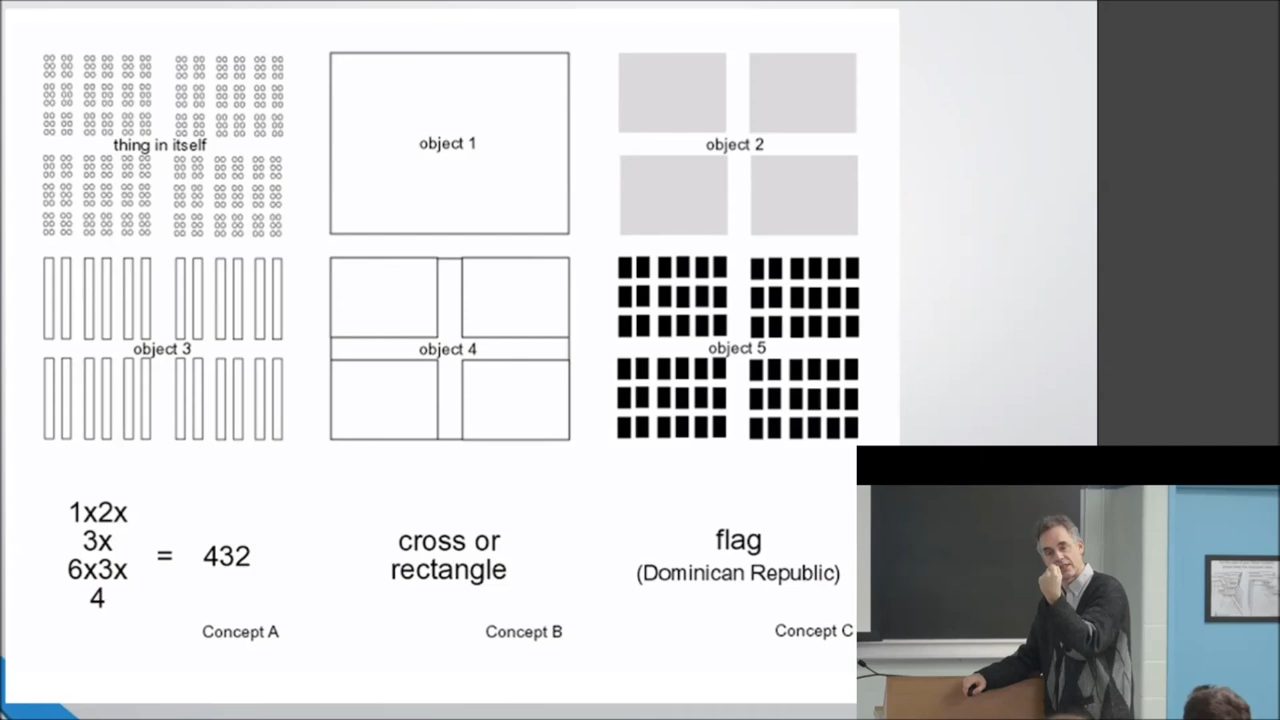 thing in itself
object 1
object 2
object 3
object 4
object 5
1x2x
3x
6x3x
4
=
432
Concept A
cross or
rectangle
Concept B
flag
(Dominican Republic)
Concept C